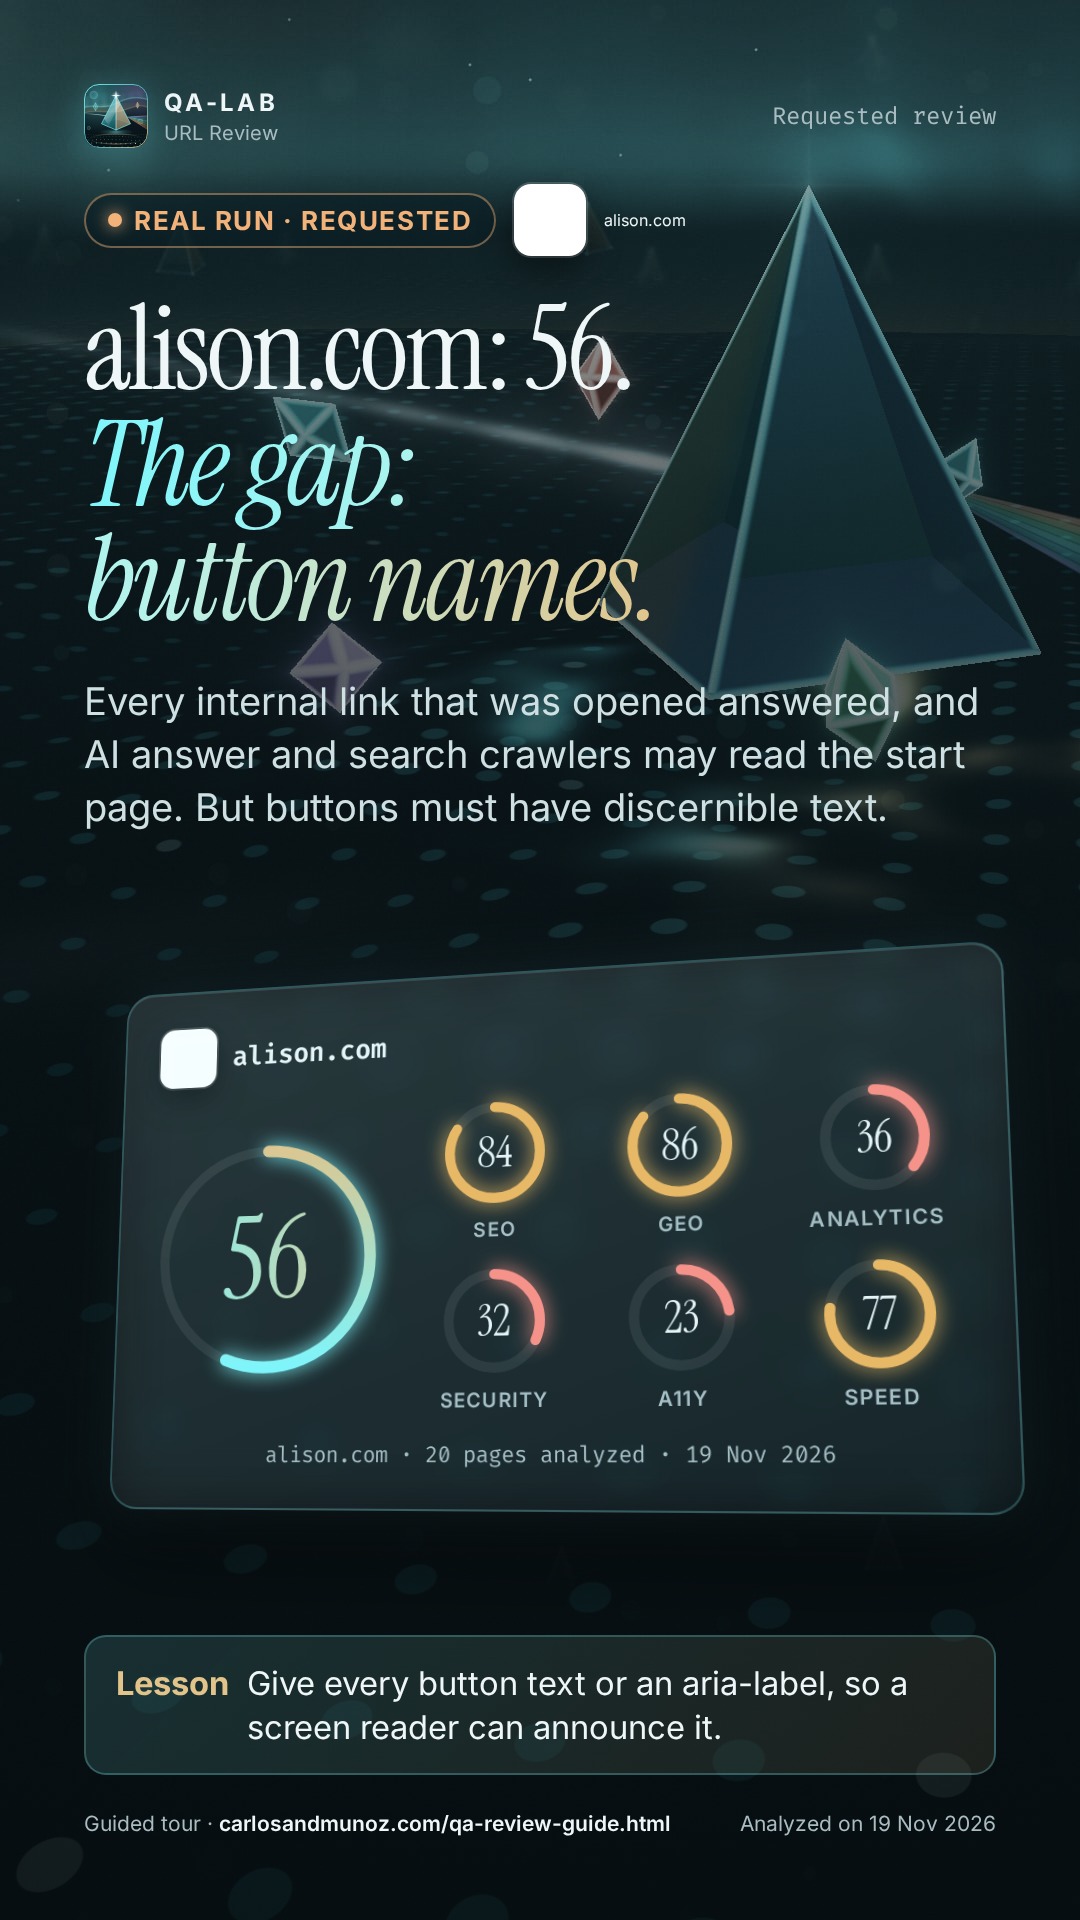 QA-LAB
URL Review
Requested review
REAL RUN · REQUESTED
alison.com
alison.com: 56.
The gap:
button names.
Every internal link that was opened answered, and
AI answer and search crawlers may read the start
page. But buttons must have discernible text.
alison.com
56
84
SEO
86
GEO
36
ANALYTICS
32
SECURITY
23
A11Y
77
SPEED
alison.com · 20 pages analyzed · 19 Nov 2026
Lesson Give every button text or an aria-label, so a
screen reader can announce it.
Guided tour · carlosandmunoz.com/qa-review-guide.html
Analyzed on 19 Nov 2026